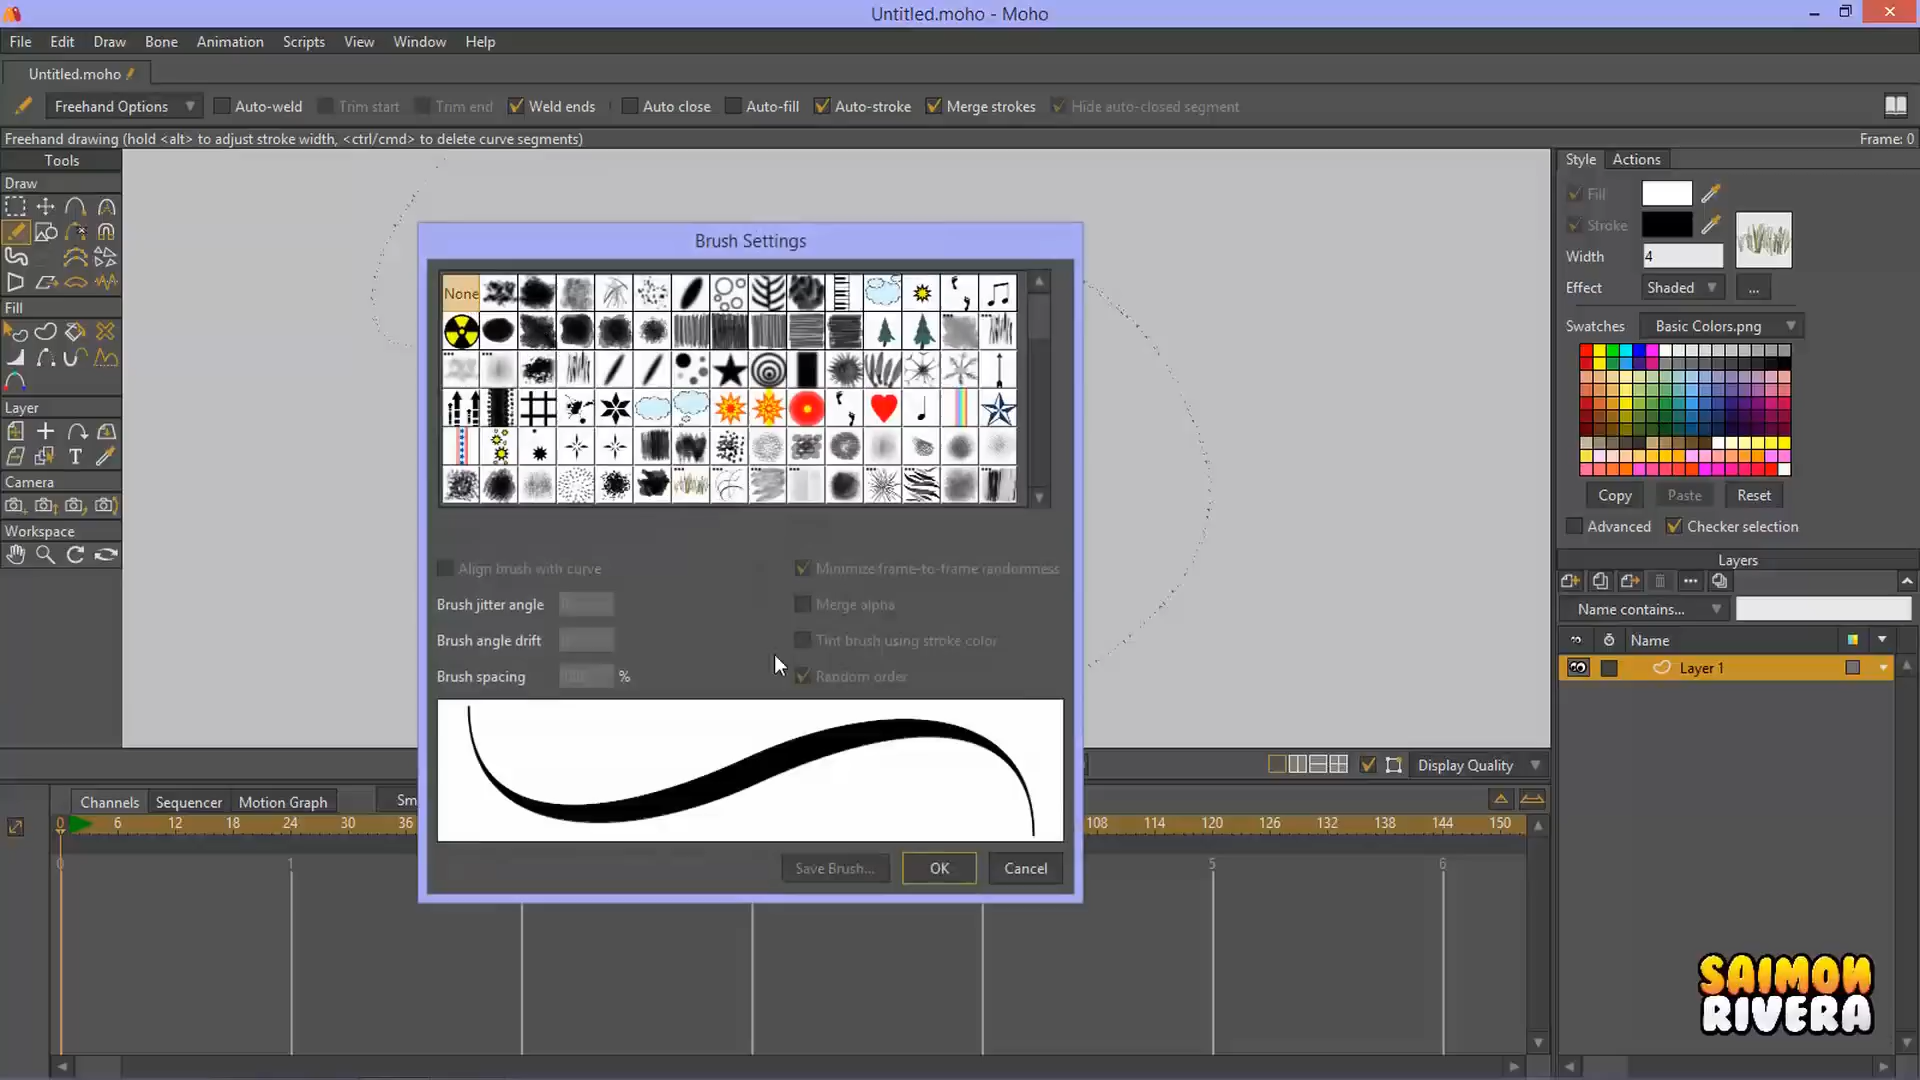 Untitled.moho - Moho
File Edit Draw Bone Animation Scripts View Window Help
Untitled.moho
Freehand Options Auto-weld Trim start Trim end Weld ends Auto close Auto-fill Auto-stroke Merge strokes Hide auto-closed segment
Freehand drawing (hold <alt> to adjust stroke width, <ctrl/cmd> to delete curve segments) Frame: 0
Tools
Draw
Fill
Layer
Camera
Workspace
Brush Settings
None
Align brush with curve
Brush jitter angle
Brush angle drift
Brush spacing %
Minimize frame-to-frame randomness
Merge alpha
Tint brush using stroke color
Random order
Save Brush... OK Cancel
Style Actions
Fill
Stroke
Width 4
Effect Shaded ...
Swatches Basic Colors.png
Copy Paste Reset
Advanced Checker selection
Layers
Name contains...
Name
Layer 1
Display Quality
Channels Sequencer Motion Graph Sm
0 6 12 18 24 30 36 108 114 120 126 132 138 144 150
0 1 5 6
SAIMON
RIVERA